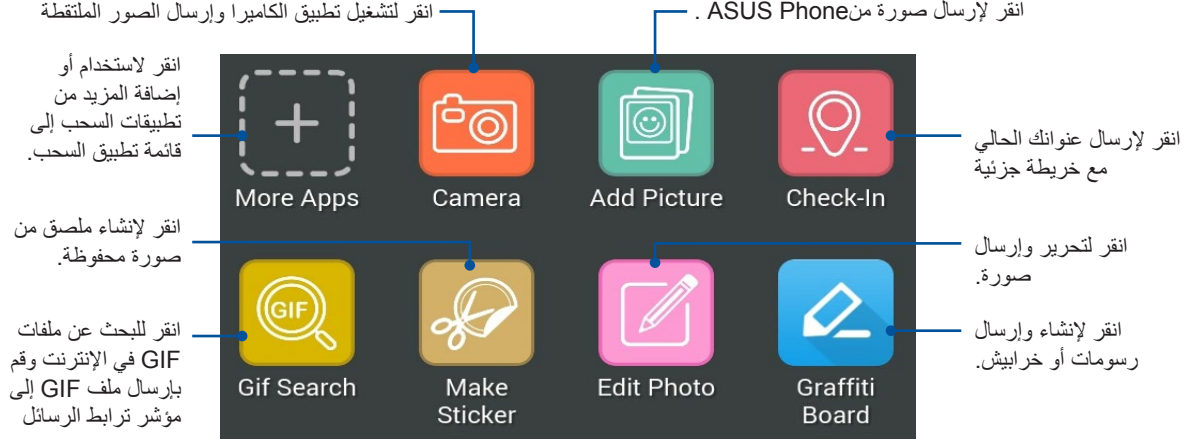 انقر لإرسال صورة منASUS Phone .
انقر لتشغيل تطبيق الكاميرا وإرسال الصور الملتقطة
انقر لاستخدام أو
إضافة المزيد من
تطبيقات السحب إلى
قائمة تطبيق السحب.
انقر لإرسال عنوانك الحالي
مع خريطة جزئية
More Apps
Camera
Add Picture
Check-In
انقر لإنشاء ملصق من
صورة محفوظة.
انقر لتحرير وإرسال
صورة.
GIF
انقر للبحث عن ملفات
GIF في الإنترنت وقم
بإرسال ملف GIF إلى
مؤشر ترابط الرسائل
انقر لإنشاء وإرسال
رسومات أو خرابيش.
Gif Search
Make
Sticker
Edit Photo
Graffiti
Board